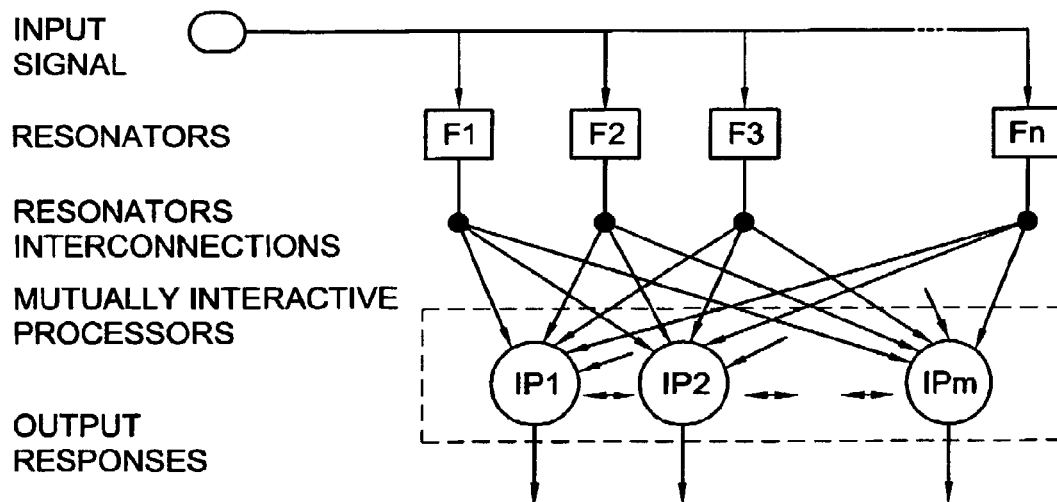 INPUT
SIGNAL
RESONATORS
F1 F2 F3 Fn
RESONATORS
INTERCONNECTIONS
MUTUALLY INTERACTIVE
PROCESSORS
IP1 IP2 IPm
OUTPUT
RESPONSES